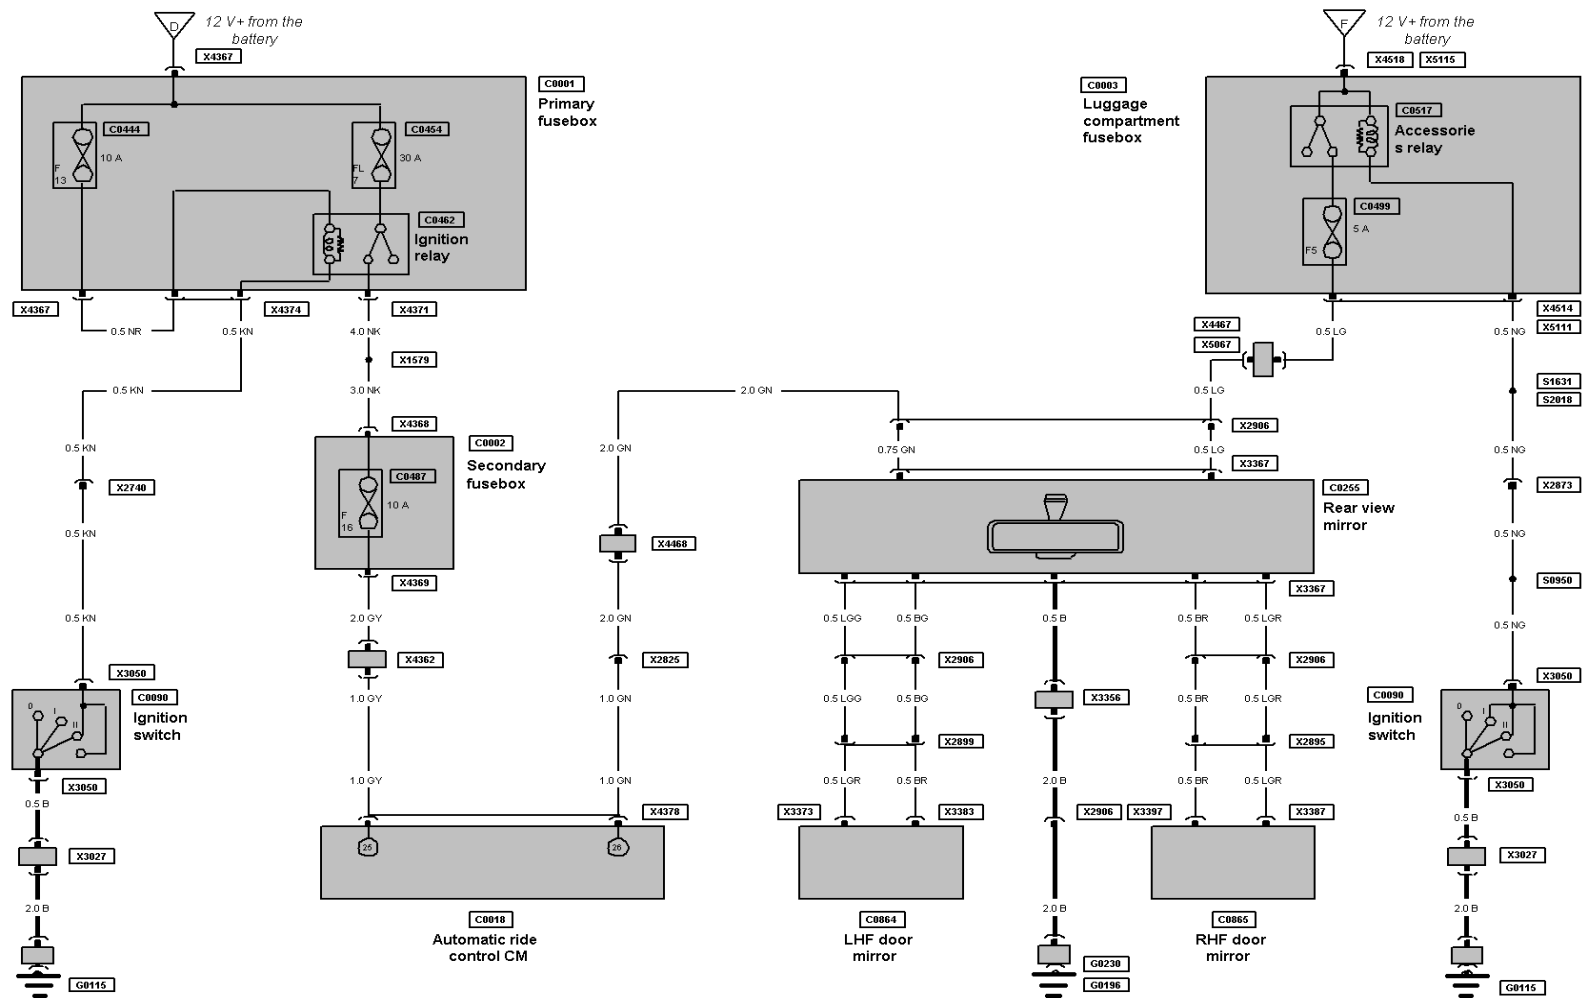 D
12 V+ from the
battery
X4367
F
12 V+ from the
battery
X4518
X5115
C0001
Primary
fusebox
C0003
Luggage
compartment
fusebox
C0444
10 A
F
13
C0454
30 A
FL
7
C0462
Ignition
relay
C0517
Accessorie
s relay
C0499
5 A
F5
X4367
X4374
X4371
X4514
X5111
0.5 NR
0.5 KN
4.0 NK
X4467
X5067
0.5 LG
0.5 NG
X1579
0.5 KN
3.0 NK
2.0 GN
0.5 LG
S1631
S2018
X4368
X2906
0.5 KN
C0002
Secondary
fusebox
2.0 GN
0.75 GN
0.5 LG
0.5 NG
X3367
C0487
10 A
F
16
X2740
C0255
Rear view
mirror
X2873
0.5 KN
X4468
0.5 NG
X4369
X3367
S0950
0.5 KN
2.0 GY
2.0 GN
0.5 LGG
0.5 BG
0.5 B
0.5 BR
0.5 LGR
0.5 NG
X4362
X2825
X2906
X2906
X3050
X3050
C0090
Ignition
switch
0
I
II
1.0 GY
1.0 GN
0.5 LGG
0.5 BG
X3356
0.5 BR
0.5 LGR
C0090
Ignition
switch
0
I
II
X2899
X2895
X3050
1.0 GY
1.0 GN
0.5 LGR
0.5 BR
2.0 B
0.5 BR
0.5 LGR
X3050
0.5 B
X4378
X3373
X3383
X2906
X3397
X3387
0.5 B
25
26
X3027
X3027
2.0 B
2.0 B
2.0 B
C0018
Automatic ride
control CM
C0864
LHF door
mirror
C0865
RHF door
mirror
G0230
G0196
G0115
G0115